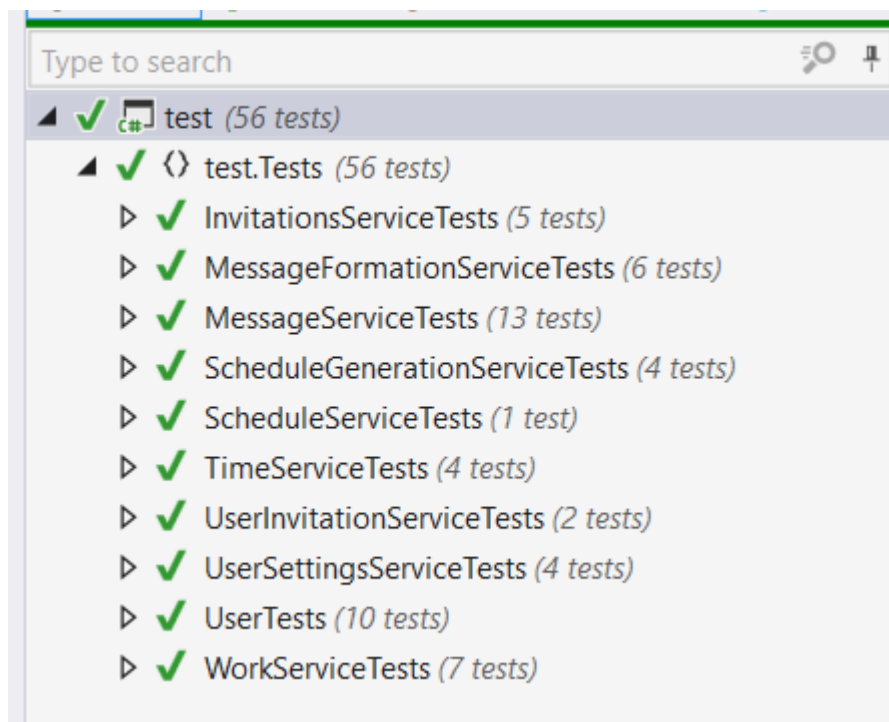 Type to search
test (56 tests)
test.Tests (56 tests)
InvitationsServiceTests (5 tests)
MessageFormationServiceTests (6 tests)
MessageServiceTests (13 tests)
ScheduleGenerationServiceTests (4 tests)
ScheduleServiceTests (1 test)
TimeServiceTests (4 tests)
UserInvitationServiceTests (2 tests)
UserSettingsServiceTests (4 tests)
UserTests (10 tests)
WorkServiceTests (7 tests)